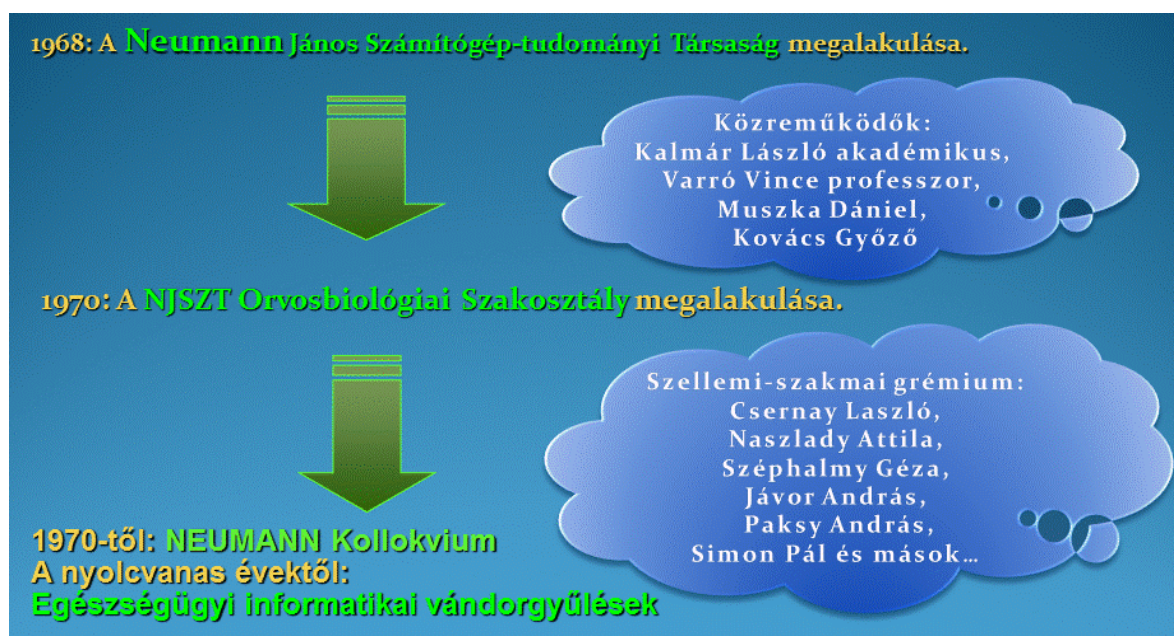 1968: A Neumann János Számítógép-tudományi Társaság megalakulása.
Közreműködők:
Kalmár László akadémikus,
Varró Vince professzor,
Muszka Dániel,
Kovács Győző
1970: A NJSZT Orvosbiológiai Szakosztály megalakulása.
Szellemi-szakmai grémium:
Csernay Laszló,
Naszlady Attila,
Széphalmy Géza,
Jávor András,
Paksy András,
Simon Pál és mások…
1970-től: NEUMANN Kollokvium
A nyolcvanas évektől:
Egészségügyi informatikai vándorgyűlések